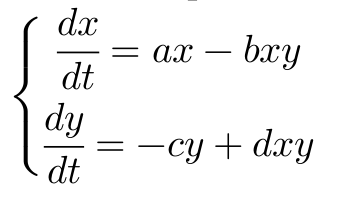 dx/dt = ax − bxy
dy/dt = −cy + dxy